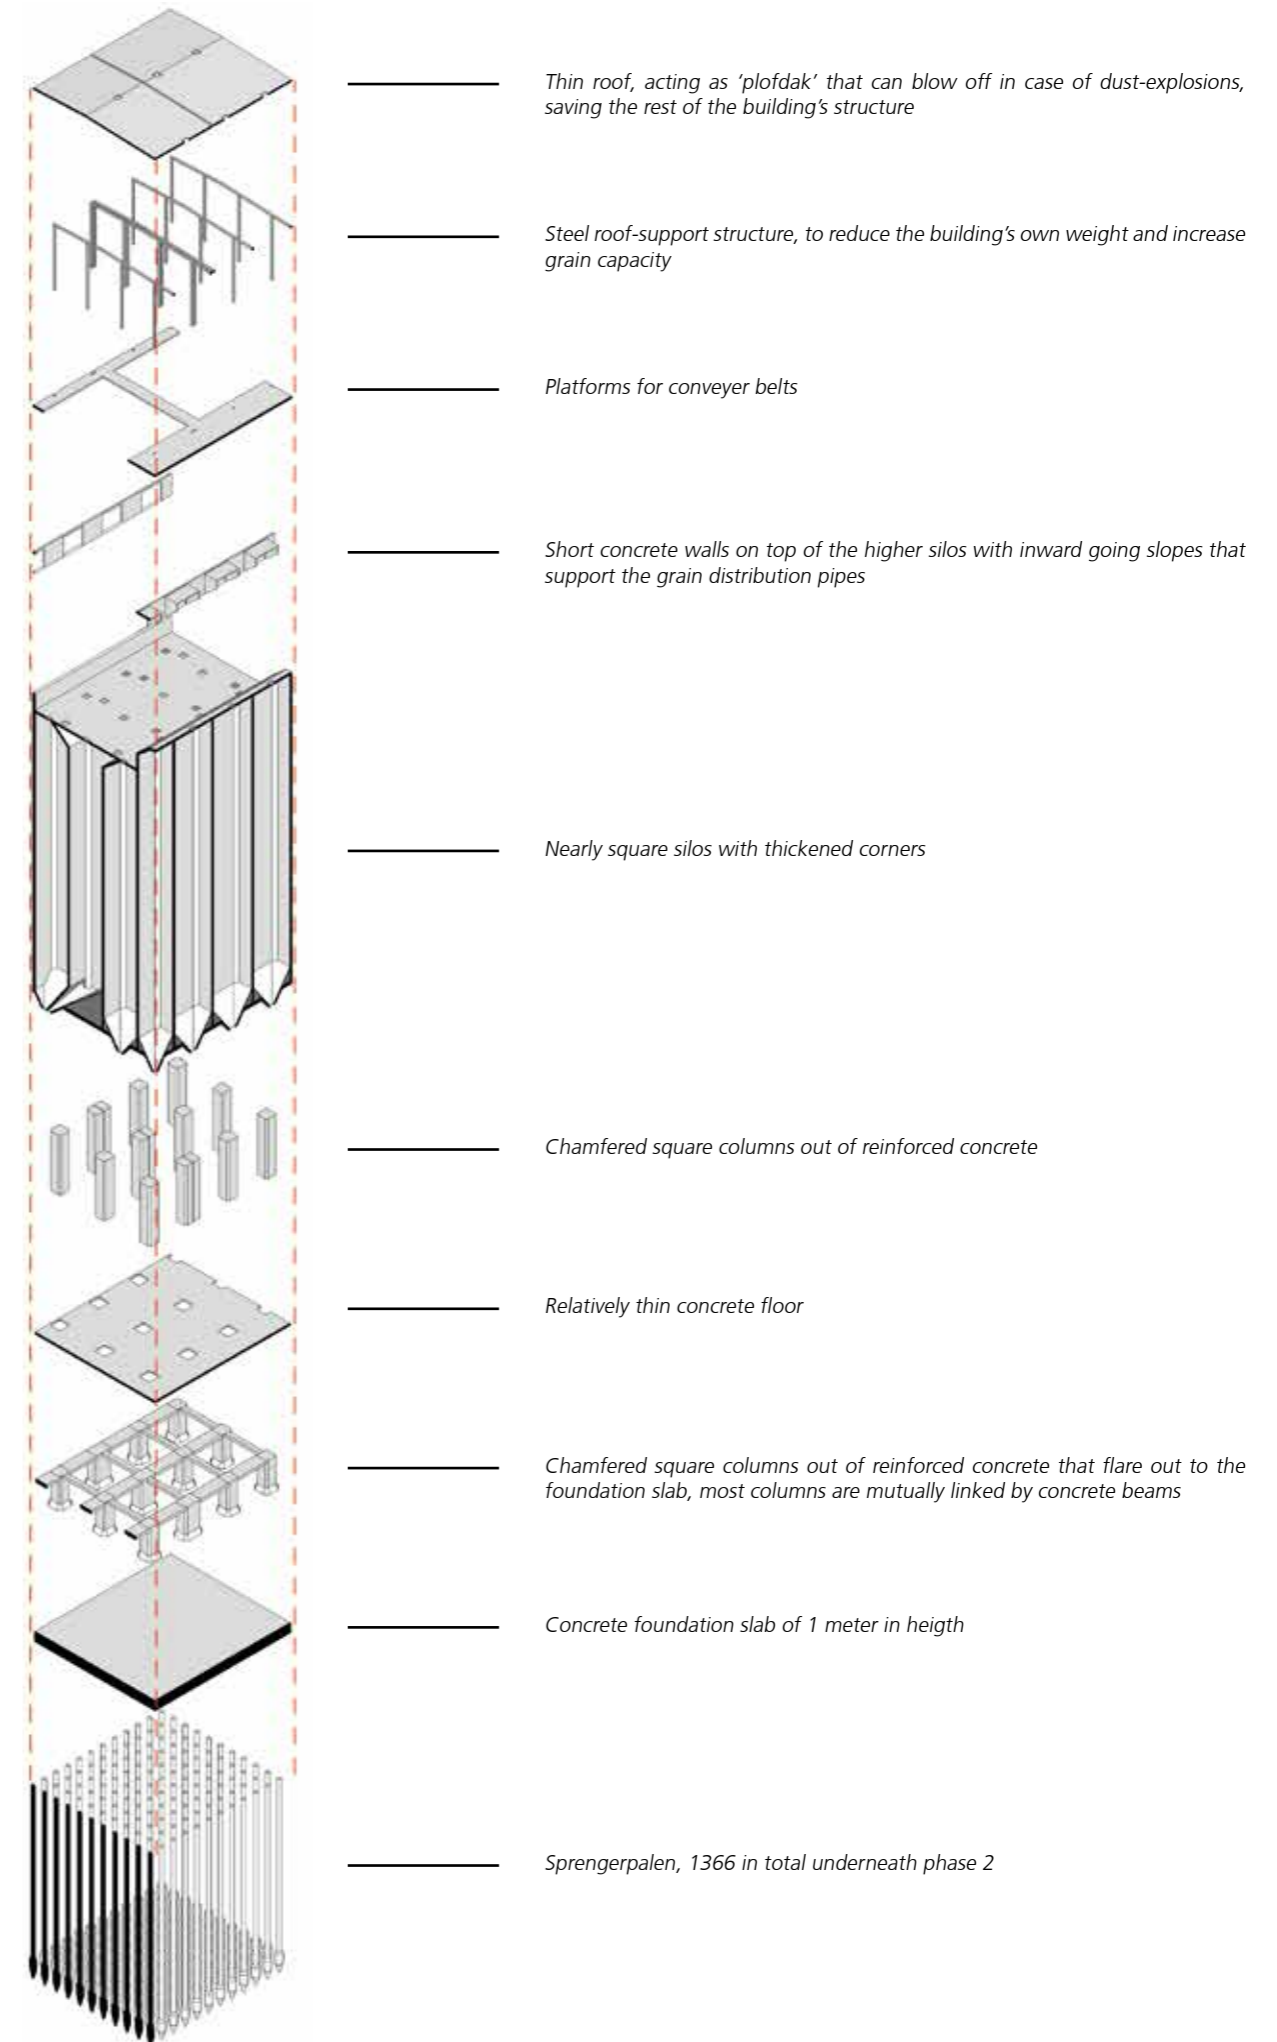 Thin roof, acting as ‘plofdak’ that can blow off in case of dust-explosions,
saving the rest of the building’s structure
Steel roof-support structure, to reduce the building’s own weight and increase
grain capacity
Platforms for conveyer belts
Short concrete walls on top of the higher silos with inward going slopes that
support the grain distribution pipes
Nearly square silos with thickened corners
Chamfered square columns out of reinforced concrete
Relatively thin concrete floor
Chamfered square columns out of reinforced concrete that flare out to the
foundation slab, most columns are mutually linked by concrete beams
Concrete foundation slab of 1 meter in heigth
Sprengerpalen, 1366 in total underneath phase 2